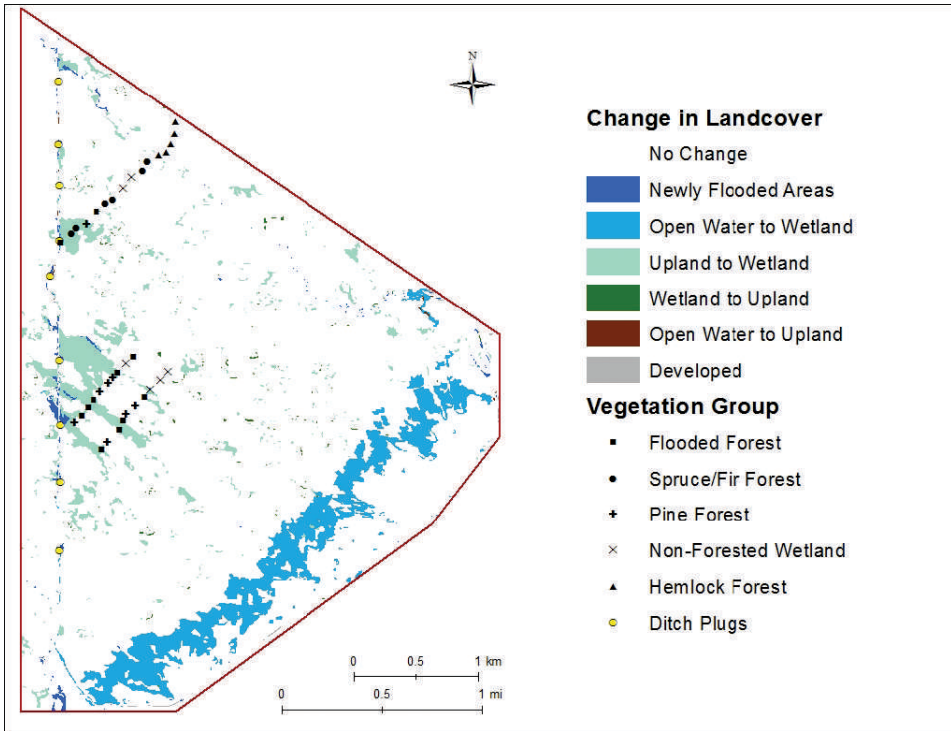 N
Change in Landcover
No Change
Newly Flooded Areas
Open Water to Wetland
Upland to Wetland
Wetland to Upland
Open Water to Upland
Developed
Vegetation Group
Flooded Forest
Spruce/Fir Forest
Pine Forest
Non-Forested Wetland
Hemlock Forest
Ditch Plugs
0 0.5 1 km
0 0.5 1 mi